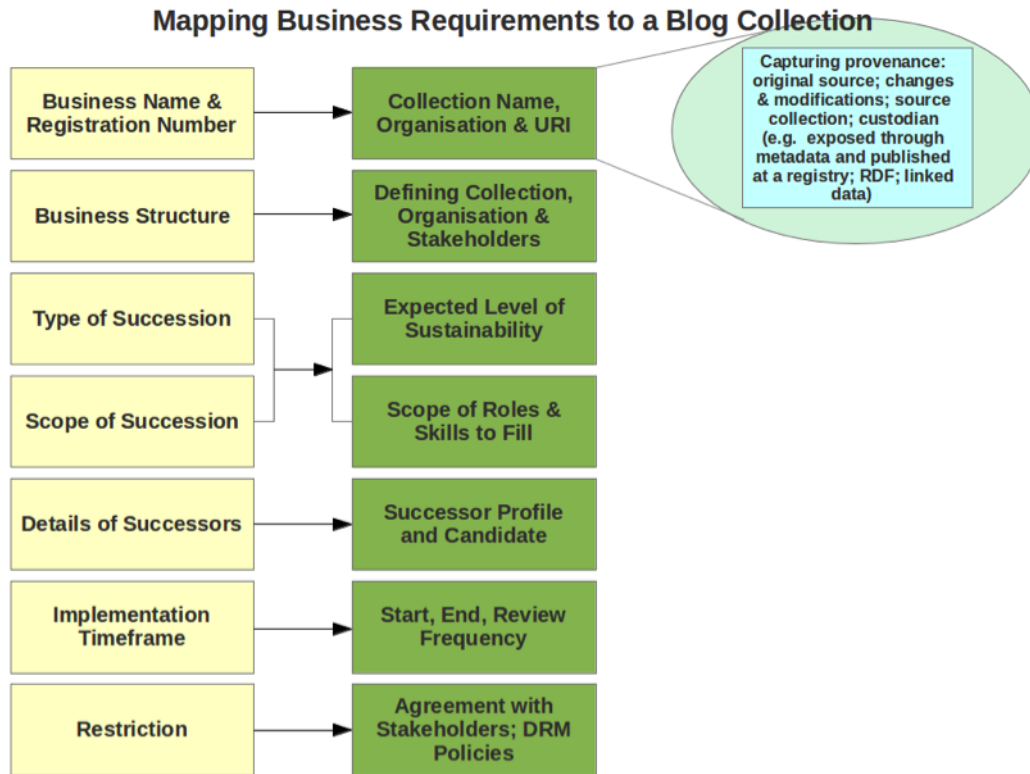 Mapping Business Requirements to a Blog Collection
Business Name &
Registration Number
Collection Name,
Organisation & URI
Capturing provenance:
original source; changes
& modifications; source
collection; custodian
(e.g. exposed through
metadata and published
at a registry; RDF; linked
data)
Business Structure
Defining Collection,
Organisation &
Stakeholders
Type of Succession
Expected Level of
Sustainability
Scope of Succession
Scope of Roles &
Skills to Fill
Details of Successors
Successor Profile
and Candidate
Implementation
Timeframe
Start, End, Review
Frequency
Restriction
Agreement with
Stakeholders; DRM
Policies